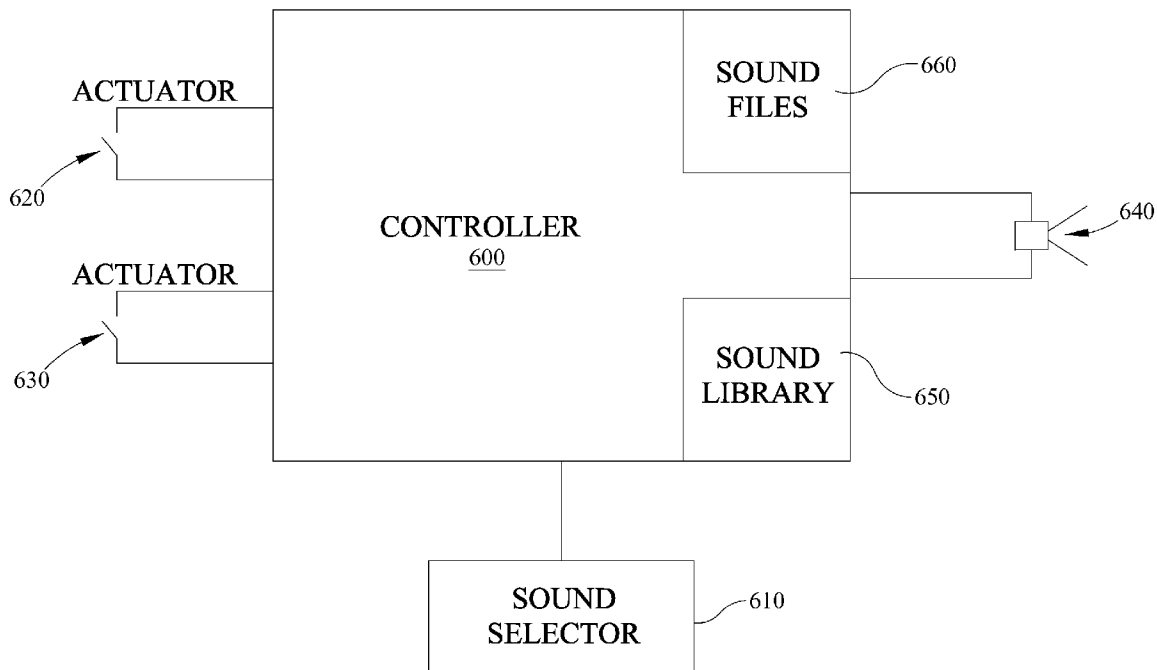 ACTUATOR
620
ACTUATOR
630
CONTROLLER
600
SOUND
FILES
660
640
SOUND
LIBRARY
650
SOUND
SELECTOR
610